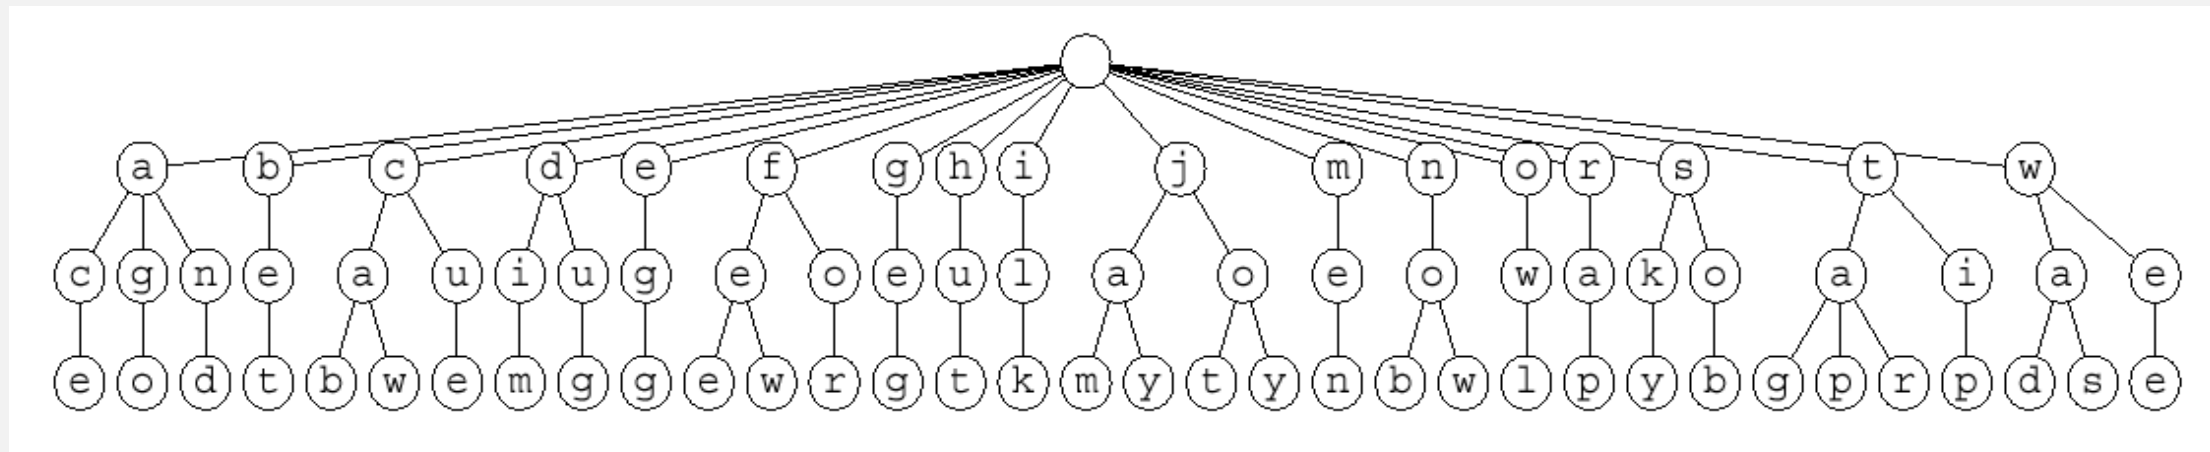 a b c d e f g h i j m n o r s t w
c g n e a u i u g e o e u l a o e o w a k o a i a e
e o d t b w e m g g e w r g t k m y t y n b w l p y b g p r p d s e